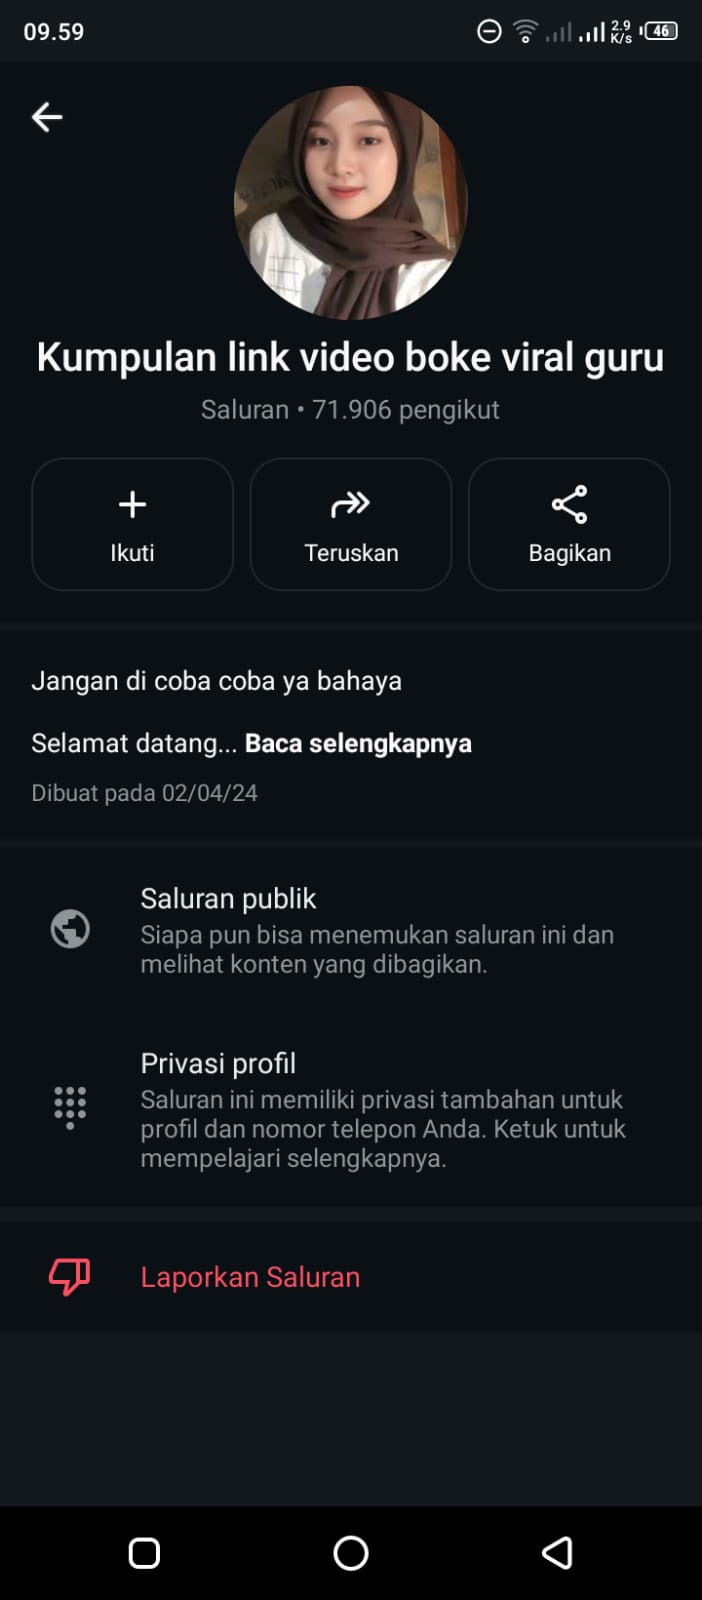 09.59
2.9
K/s
46
Kumpulan link video boke viral guru
Saluran • 71.906 pengikut
Ikuti
Teruskan
Bagikan
Jangan di coba coba ya bahaya
Selamat datang... Baca selengkapnya
Dibuat pada 02/04/24
Saluran publik
Siapa pun bisa menemukan saluran ini dan
melihat konten yang dibagikan.
Privasi profil
Saluran ini memiliki privasi tambahan untuk
profil dan nomor telepon Anda. Ketuk untuk
mempelajari selengkapnya.
Laporkan Saluran